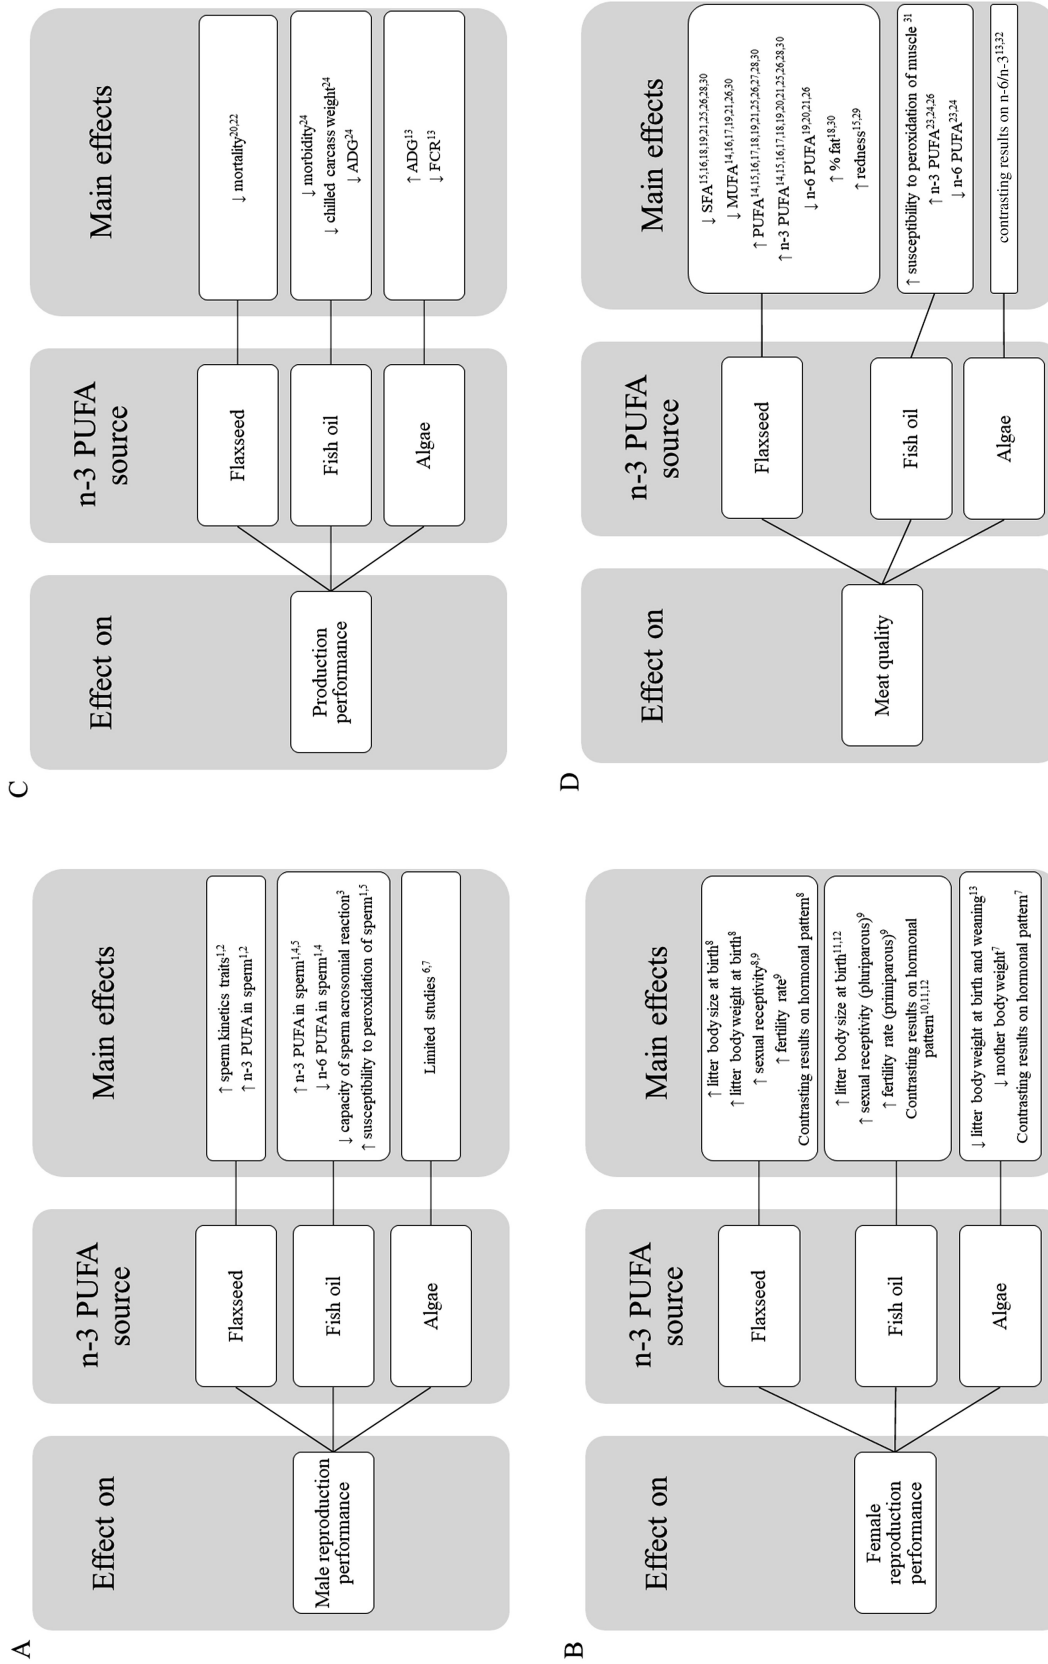 A
Effect on
n-3 PUFA
source
Main effects
Male reproduction
performance
Flaxseed
↑ sperm kinetics traits1,2
↑ n-3 PUFA in sperm1,2
Fish oil
↑ n-3 PUFA in sperm1,4,5
↓ n-6 PUFA in sperm1,4
↓ capacity of sperm acrosomial reaction3
↑ susceptibility to peroxidation of sperm1,5
Algae
Limited studies 6,7
B
Effect on
n-3 PUFA
source
Main effects
Female
reproduction
performance
Flaxseed
↑ litter body size at birth8
↑ litter body weight at birth8
↑ sexual receptivity8,9
↑ fertility rate9
Contrasting results on homonal pattern8
Fish oil
↑ litter body size at birth11,12
↑ sexual receptivity (pluriparous)9
↑ fertility rate (primiparous)9
Contrasting results on homonal
pattern10,11,12
Algae
↓ litter body weight at birth and weaning13
↓ mother body weight7
Contrasting results on homonal pattern7
C
Effect on
n-3 PUFA
source
Main effects
Production
performance
Flaxseed
↓ mortality20,22
Fish oil
↓ morbidity24
↓ chilled carcass weight24
↓ ADG24
Algae
↑ ADG13
↓ FCR13
D
Effect on
n-3 PUFA
source
Main effects
Meat quality
Flaxseed
↓ SFA15,16,18,19,21,25,26,28,30
↓ MUFA14,16,17,19,21,26,30
↑ PUFA14,15,16,17,18,19,21,25,26,27,28,30
↑ n-3 PUFA14,15,16,17,18,19,20,21,25,26,28,30
↓ n-6 PUFA19,20,21,26
↑ % fat18,30
↑ redness15,29
Fish oil
↑ susceptibility to peroxidation of muscle 31
↑ n-3 PUFA23,24,26
↓ n-6 PUFA23,24
Algae
contrasting results on n-6/n-313,32